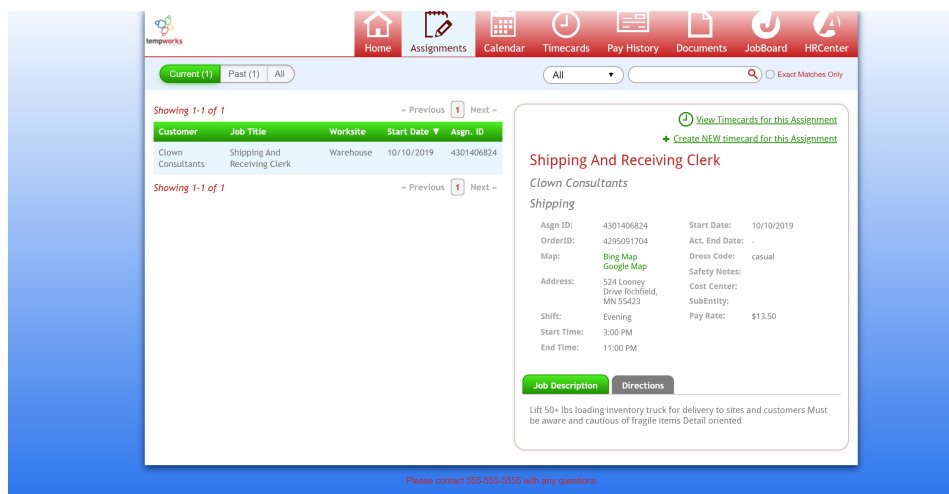 tempworks
Home Assignments Calendar Timecards Pay History Documents JobBoard HRCenter
Current (1) Past (1) All
All ▼ Exact Matches Only
Showing 1-1 of 1 « Previous 1 Next »
Customer Job Title Worksite Start Date ▼ Asgn. ID
Clown Shipping And Warehouse 10/10/2019 4301406824
Consultants Receiving Clerk
Showing 1-1 of 1 « Previous 1 Next »
View Timecards for this Assignment
+ Create NEW timecard for this Assignment
Shipping And Receiving Clerk
Clown Consultants
Shipping
Asgn ID: 4301406824 Start Date: 10/10/2019
OrderID: 4295091704 Act. End Date: -
Map: Bing Map Dress Code: casual
Google Map Safety Notes:
Address: 524 Looney Cost Center:
Drive Richfield,
MN 55423 SubEntity:
Shift: Evening Pay Rate: $13.50
Start Time: 3:00 PM
End Time: 11:00 PM
Job Description Directions
Lift 50+ lbs loading inventory truck for delivery to sites and customers Must
be aware and cautious of fragile items Detail oriented
Please contact 555-555-5555 with any questions